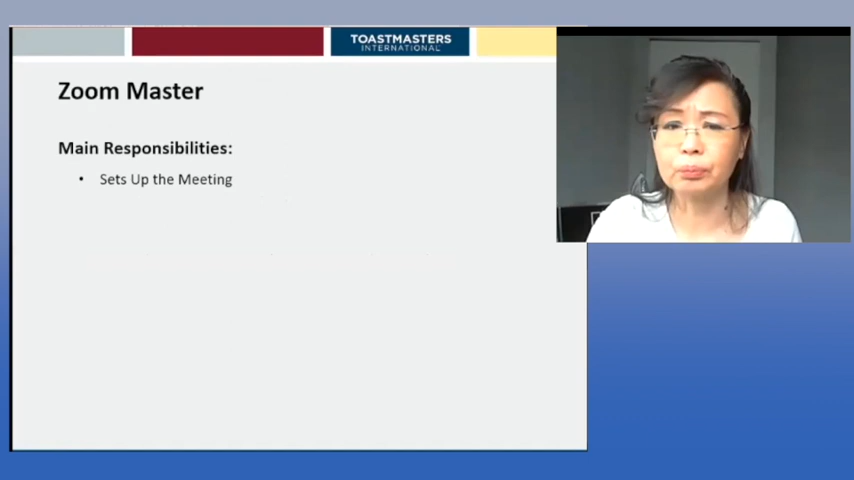 TOASTMASTERS
INTERNATIONAL
Zoom Master
Main Responsibilities:
• Sets Up the Meeting